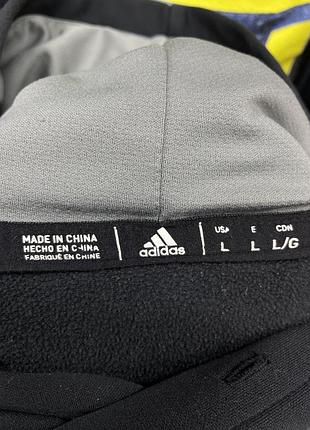 MADE IN CHINA
HECHO EN CHINA
FABRIQUÉ EN CHINE
adidas
USA E CDN
L L L/G